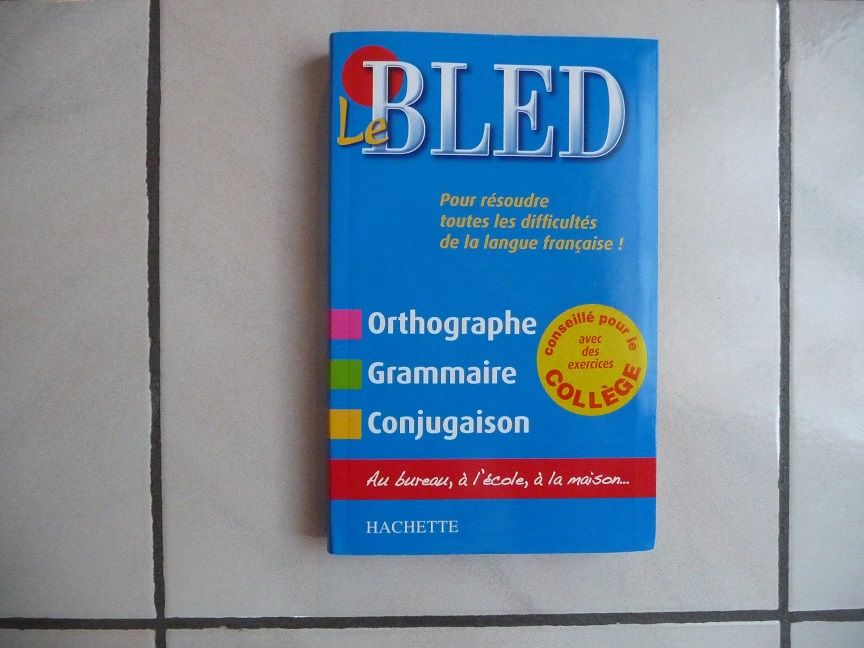 Le BLED
Pour résoudre
toutes les difficultés
de la langue française !
Orthographe
Grammaire
Conjugaison
conseillé pour le
avec
des
exercices
COLLÈGE
Au bureau, à l'école, à la maison...
HACHETTE